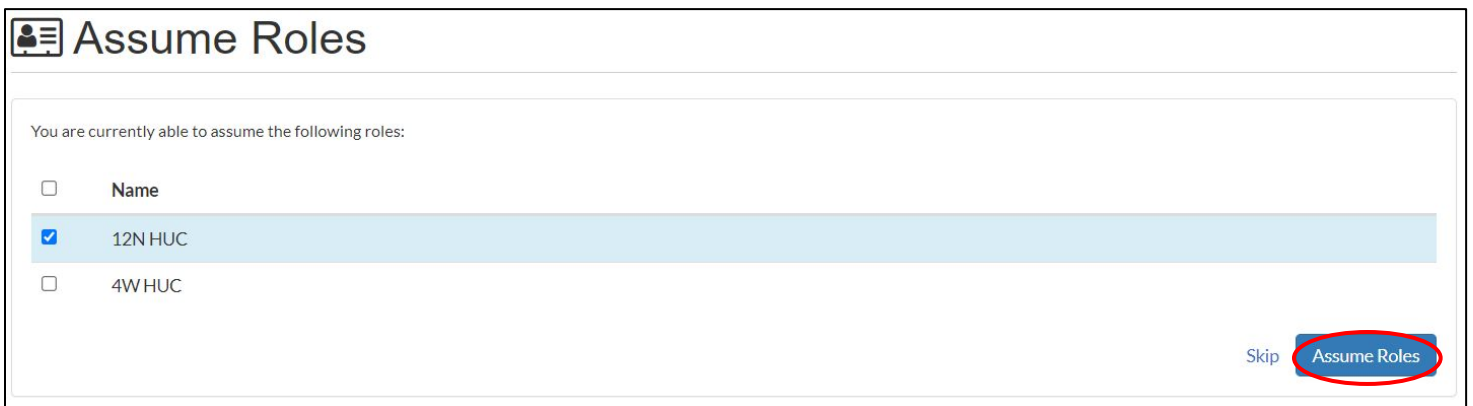 Assume Roles
You are currently able to assume the following roles:
Name
12N HUC
4W HUC
Skip Assume Roles